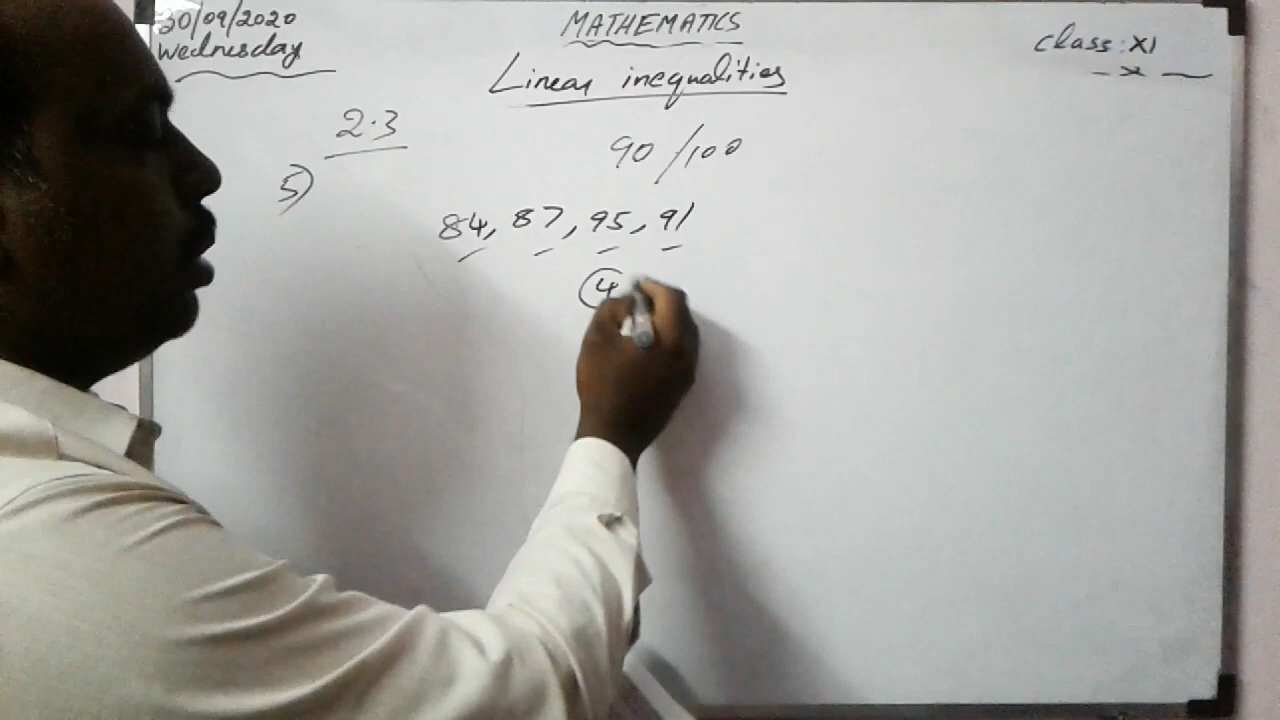 30/09/2020
Wednesday
MATHEMATICS
Linear inequalities
Class: XI
2.3
5)
90/100
84, 87, 95, 91
4